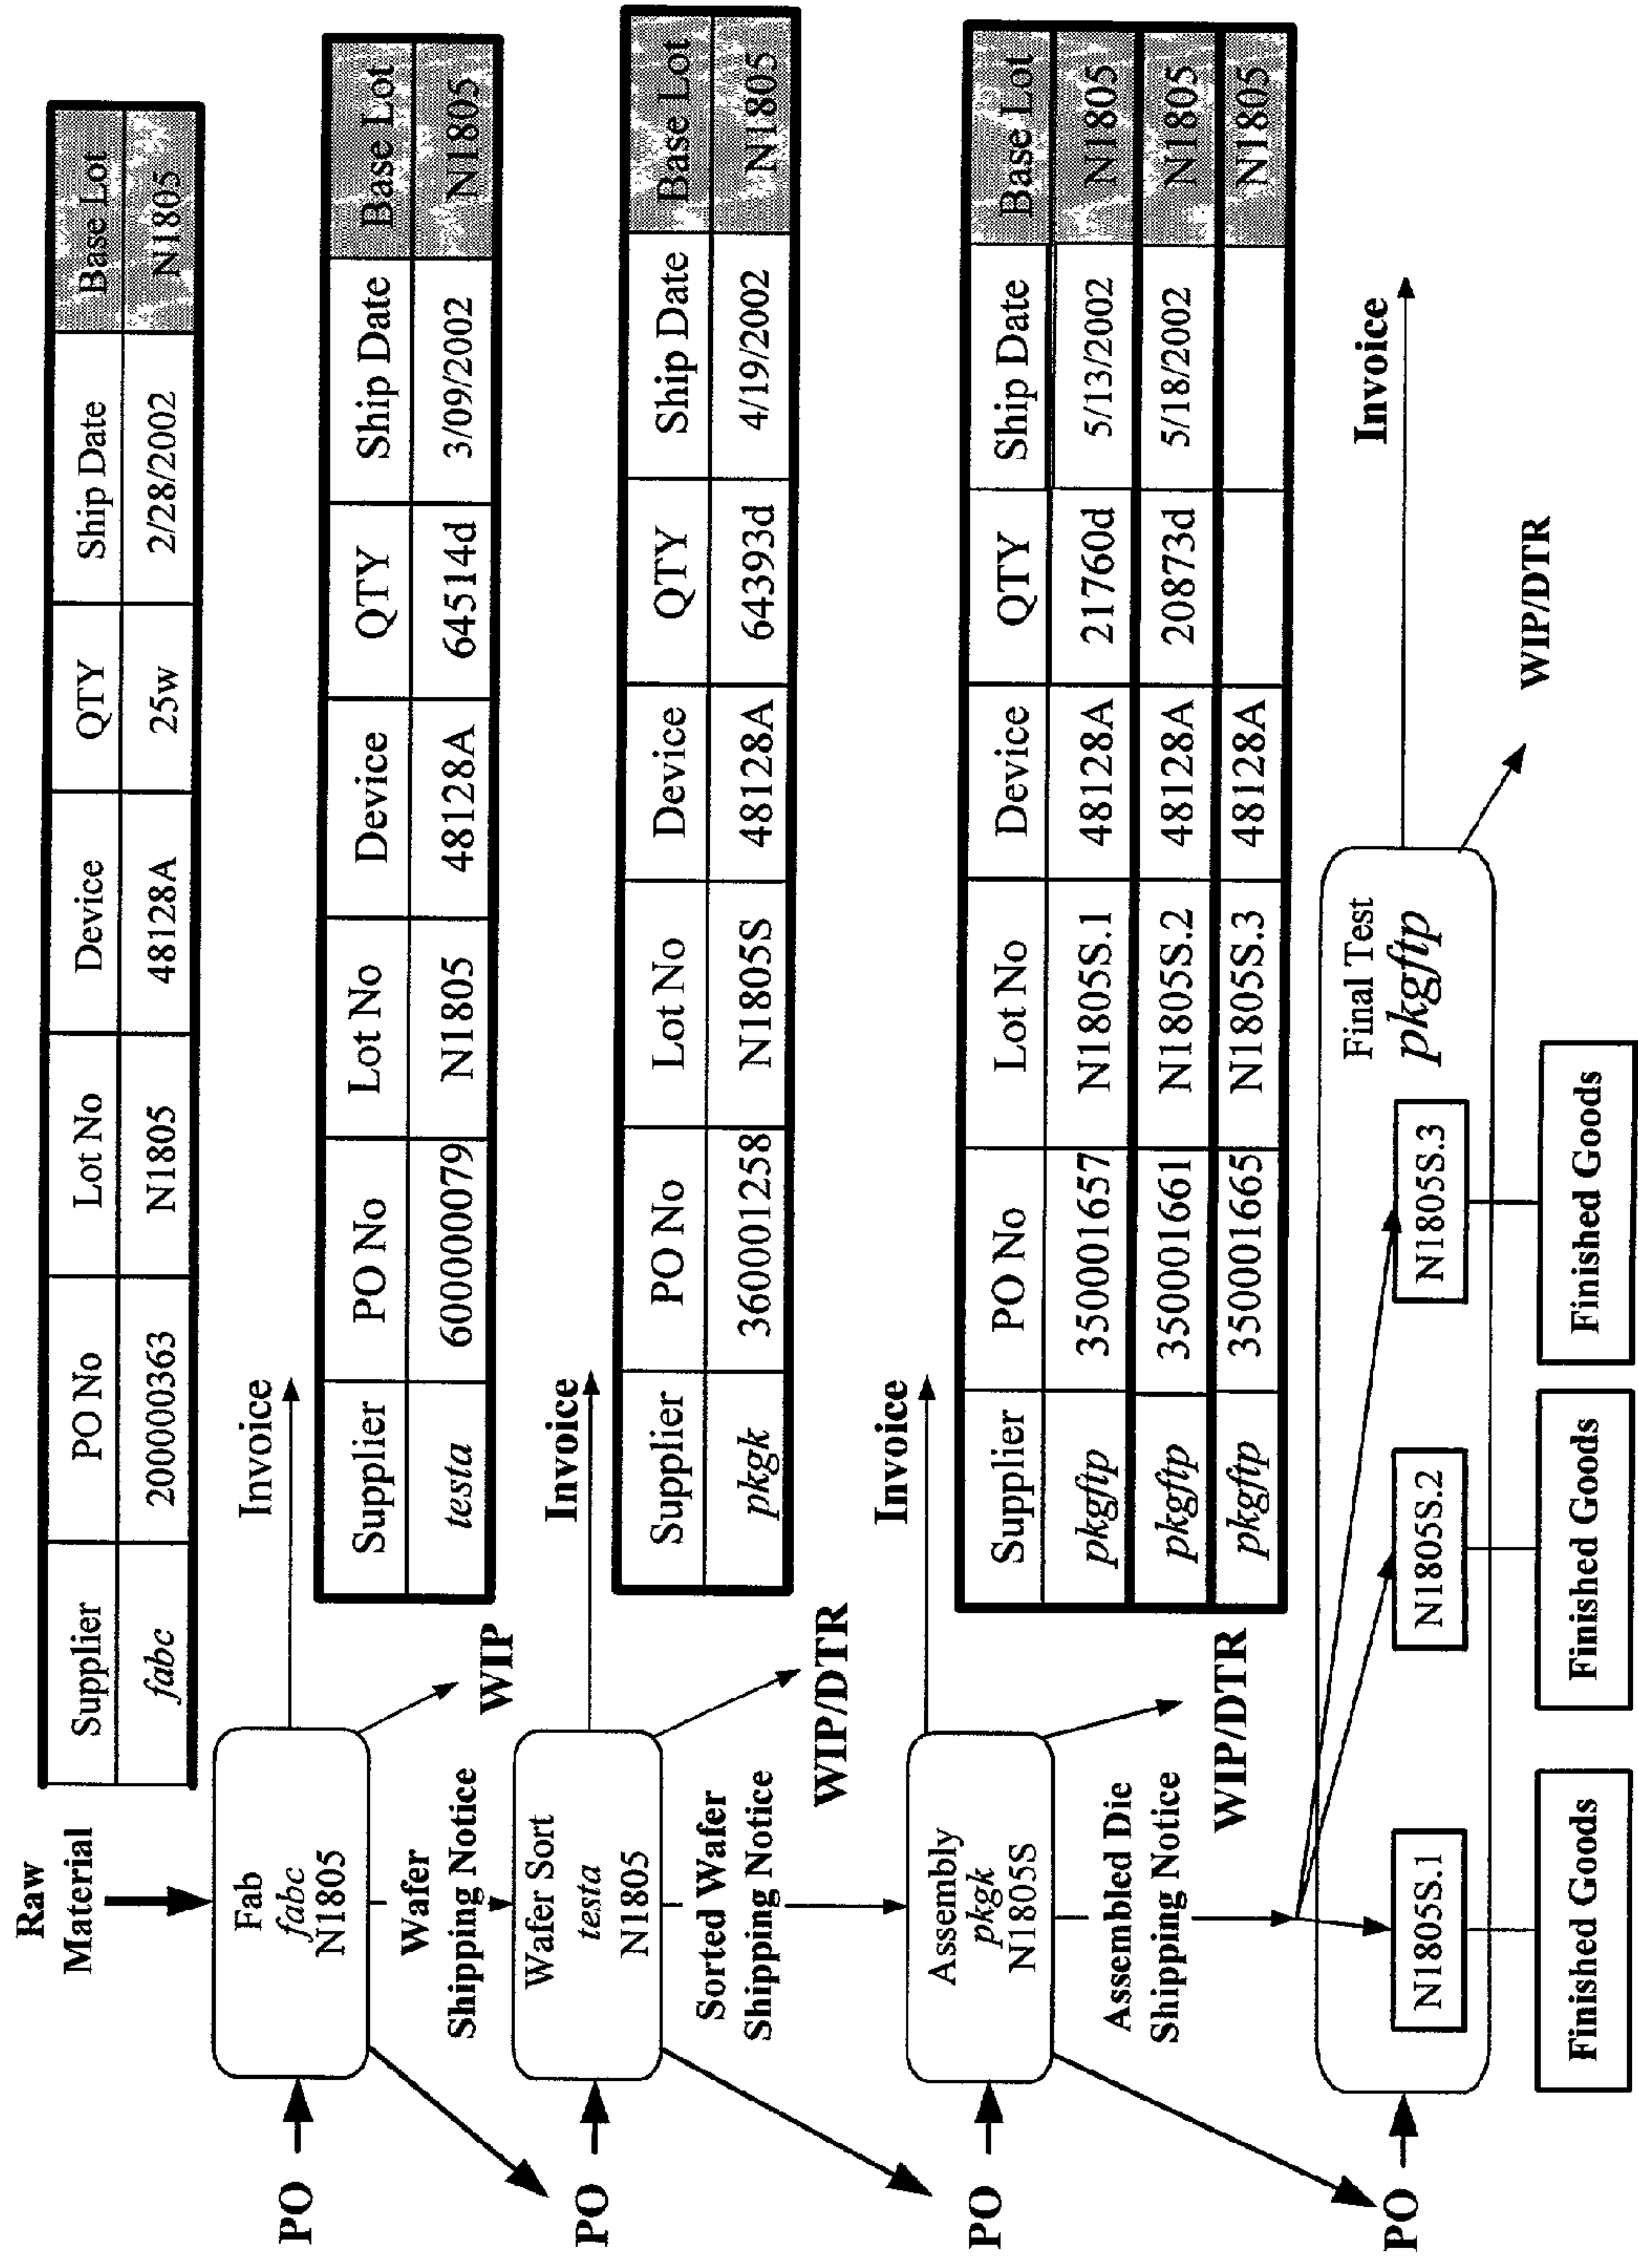 Raw
Material
Supplier PO No Lot No Device QTY Ship Date Base Lot
fabc 200000363 N1805 48128A 25w 2/28/2002 N1805
PO
Fab
fabc
N1805
Invoice
WIP
Wafer
Shipping Notice
Supplier PO No Lot No Device QTY Ship Date Base Lot
testa 600000079 N1805 48128A 64514d 3/09/2002 N1805
PO
Wafer Sort
testa
N1805
Invoice
WIP/DTR
Sorted Wafer
Shipping Notice
Supplier PO No Lot No Device QTY Ship Date Base Lot
pkgk 360001258 N1805S 48128A 64393d 4/19/2002 N1805
PO
Assembly
pkgk
N1805S
Invoice
WIP/DTR
Assembled Die
Shipping Notice
Supplier PO No Lot No Device QTY Ship Date Base Lot
pkgftp 350001657 N1805S.1 48128A 21760d 5/13/2002 N1805
pkgftp 350001661 N1805S.2 48128A 20873d 5/18/2002 N1805
pkgftp 350001665 N1805S.3 48128A N1805
PO
Final Test
pkgftp
N1805S.1 N1805S.2 N1805S.3
Invoice
WIP/DTR
Finished Goods Finished Goods Finished Goods